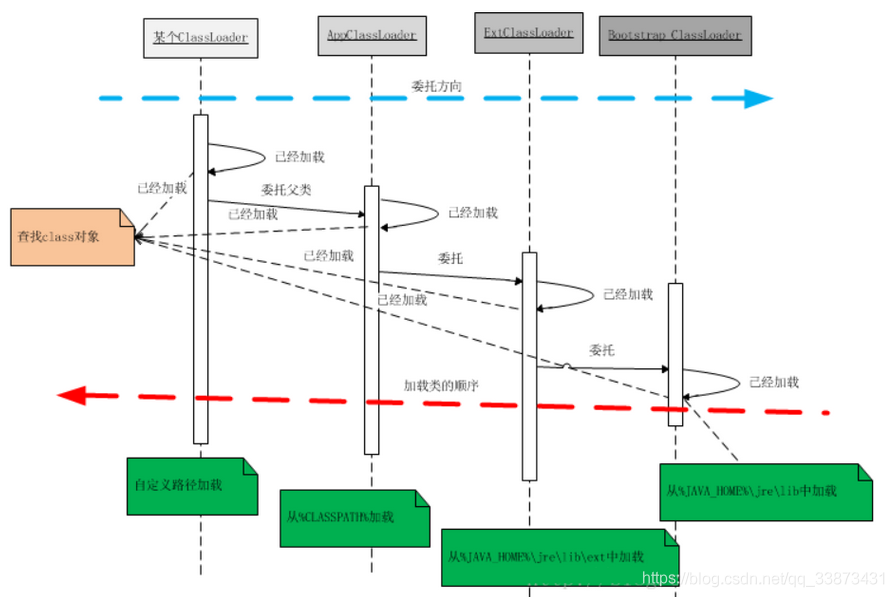 某个ClassLoader
AppClassLoader
ExtClassLoader
Bootstrap ClassLoader
委托方向
已经加载
已经加载
委托父类
已经加载
已经加载
查找class对象
已经加载
委托
已经加载
已经加载
委托
已经加载
加载类的顺序
自定义路径加载
从%CLASSPATH%加载
从%JAVA_HOME%\jre\lib中加载
从%JAVA_HOME%\jre\lib\ext中加载
https://blog.csdn.net/qq_33873431